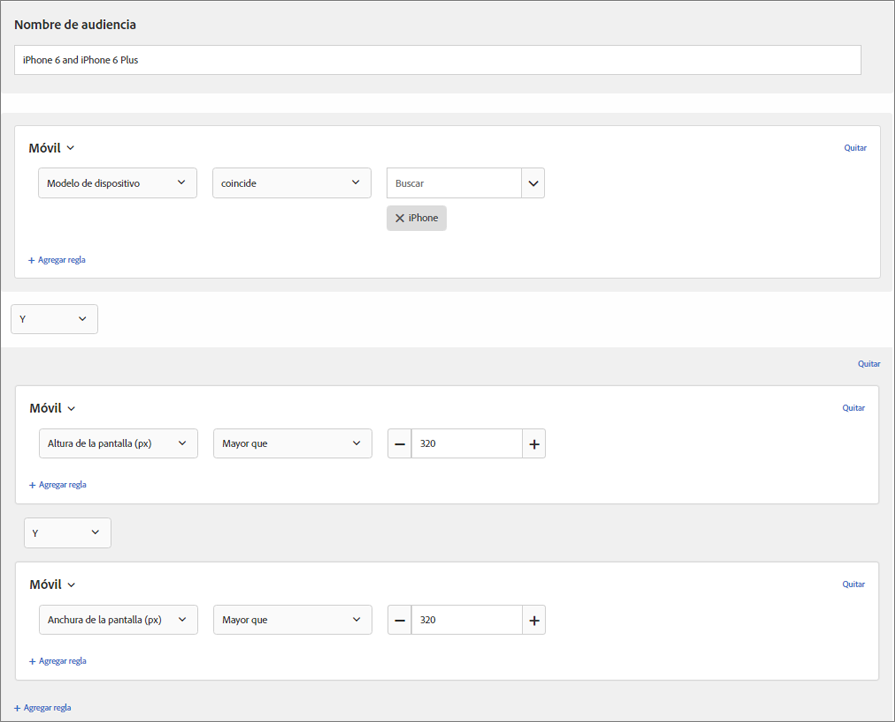 Nombre de audiencia
iPhone 6 and iPhone 6 Plus
Móvil Quitar
Modelo de dispositivo coincide Buscar
iPhone
+ Agregar regla
Y
Quitar
Móvil Quitar
Altura de la pantalla (px) Mayor que 320
+ Agregar regla
Y
Móvil Quitar
Anchura de la pantalla (px) Mayor que 320
+ Agregar regla
+ Agregar regla